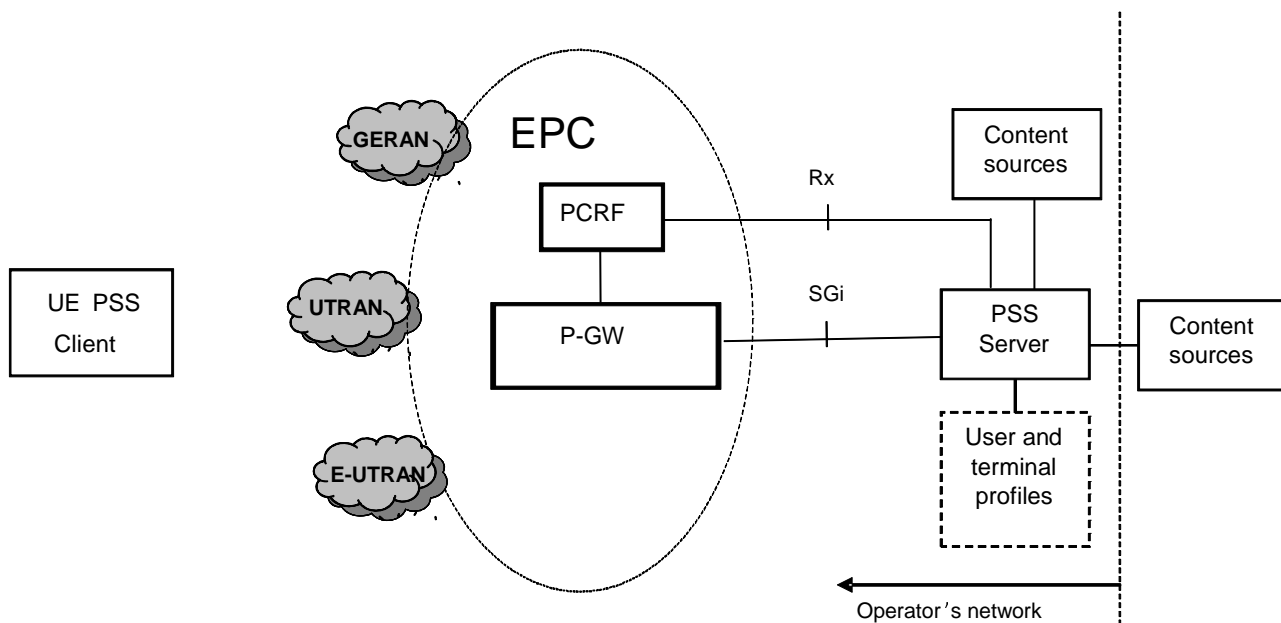 GERAN
EPC
Content
sources
Rx
PCRF
UE PSS
Client
UTRAN
SGi
P-GW
PSS
Server
Content
sources
User and
terminal
profiles
E-UTRAN
Operator's network